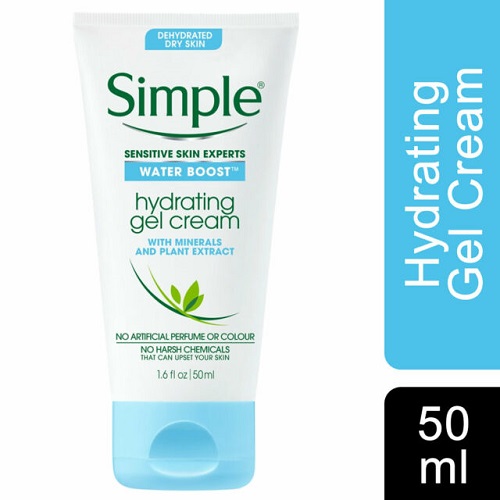 DEHYDRATED
DRY SKIN
Simple®
SENSITIVE SKIN EXPERTS
WATER BOOST™
hydrating
gel cream
WITH MINERALS
AND PLANT EXTRACT
NO ARTIFICIAL PERFUME OR COLOUR
NO HARSH CHEMICALS
THAT CAN UPSET YOUR SKIN
1.6 fl oz | 50ml
Hydrating
Gel Cream
50
ml